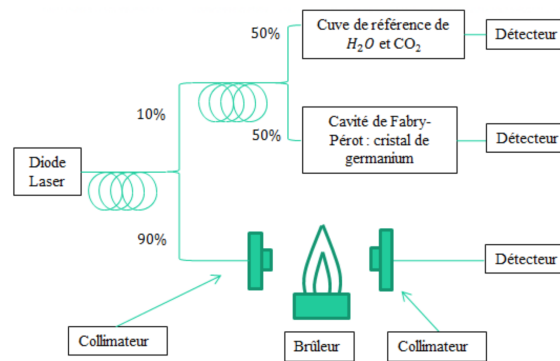 50%
Cuve de référence de
H₂O et CO₂
Détecteur
10%
50%
Cavité de Fabry-
Pérot : cristal de
germanium
Détecteur
Diode
Laser
90%
Détecteur
Collimateur
Brûleur
Collimateur